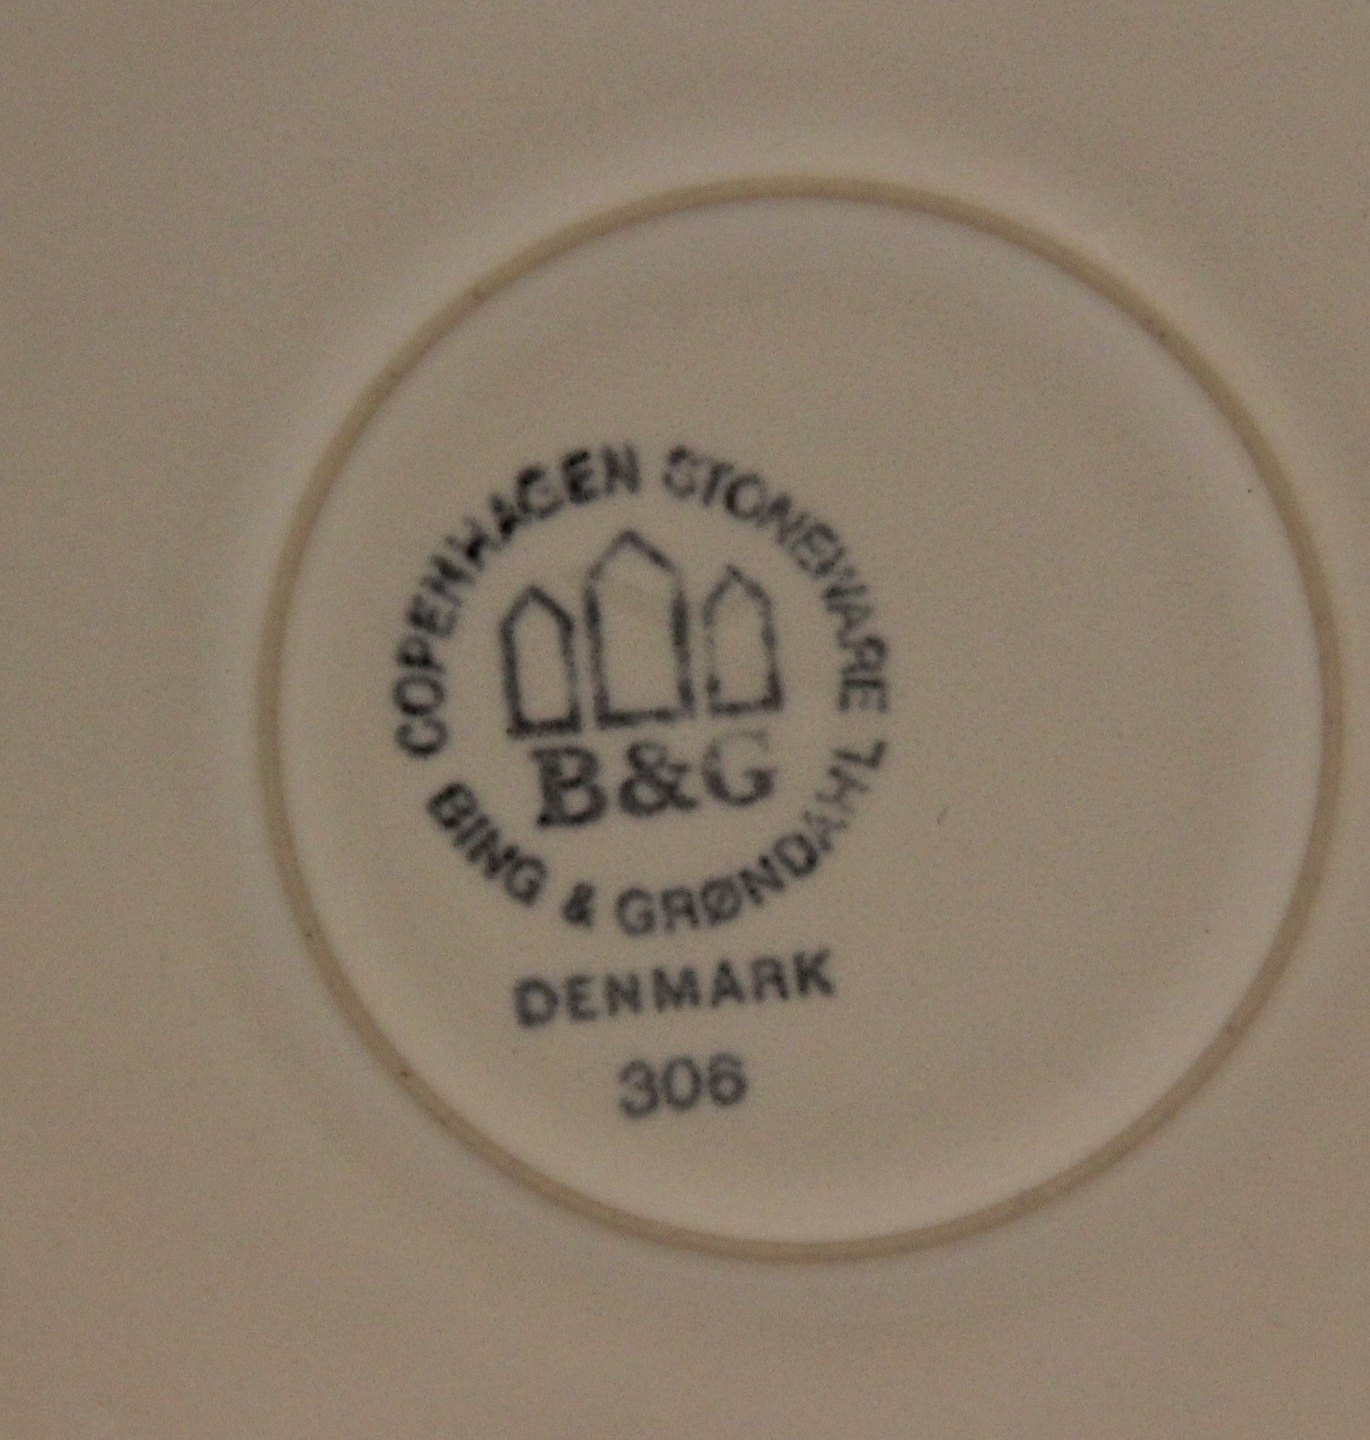 COPENHAGEN STONEWARE
B&G
BING & GRØNDAHL
DENMARK
306